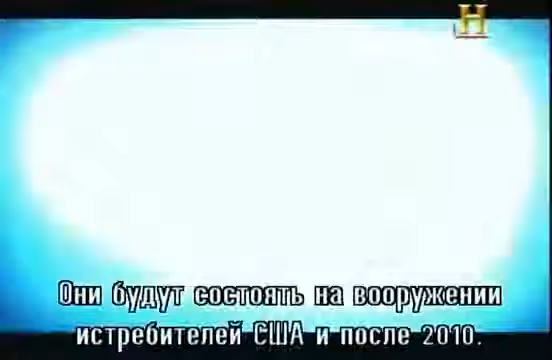 H
Они будут состоять на вооружении
истребителей США и после 2010.